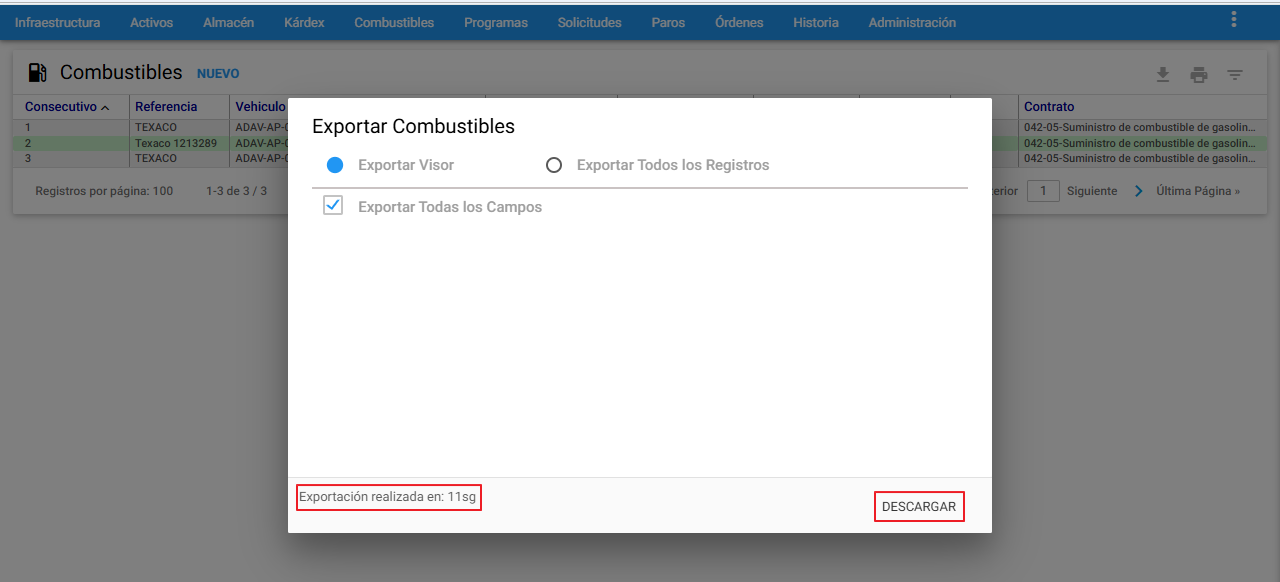 Infraestructura Activos Almacén Kárdex Combustibles Programas Solicitudes Paros Órdenes Historia Administración
Combustibles NUEVO
Consecutivo Referencia Vehiculo Contrato
1 TEXACO ADAV-AP-0 042-05-Suministro de combustible de gasolin...
2 Texaco 1213289 ADAV-AP-0 042-05-Suministro de combustible de gasolin...
3 TEXACO ADAV-AP-0 042-05-Suministro de combustible de gasolin...
Registros por página: 100 1-3 de 3 / 3 terior 1 Siguiente Última Página »
Exportar Combustibles
Exportar Visor Exportar Todos los Registros
Exportar Todas los Campos
Exportación realizada en: 11sg
DESCARGAR